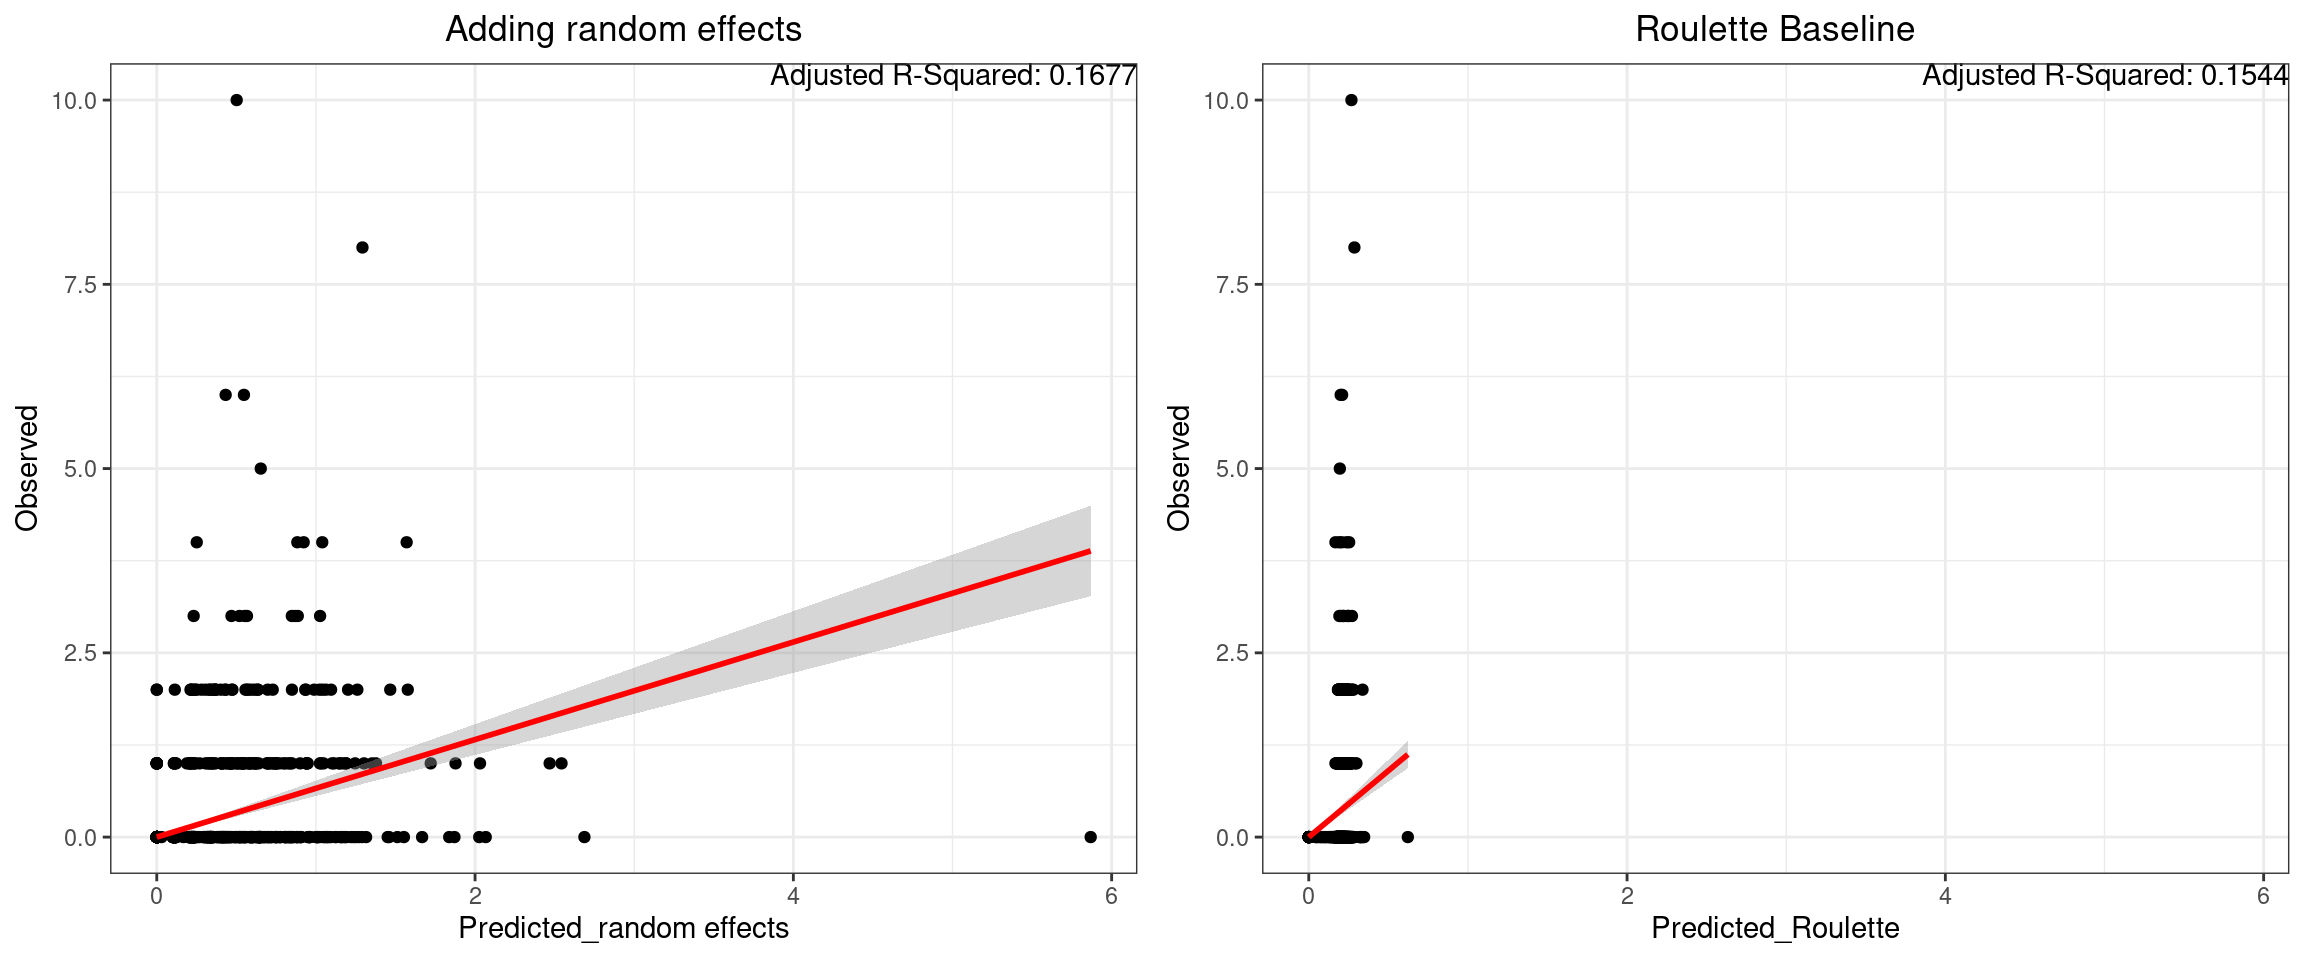 Adding random effects
Adjusted R-Squared: 0.1677
10.0
7.5
5.0
2.5
0.0
Observed
0
2
4
6
Predicted_random effects
Roulette Baseline
Adjusted R-Squared: 0.1544
10.0
7.5
5.0
2.5
0.0
Observed
0
2
4
6
Predicted_Roulette